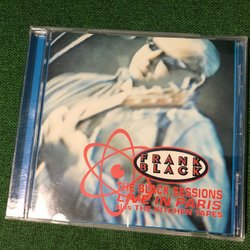 FRANK
BLACK
THE BLACK SESSIONS
LIVE IN PARIS
THE KITCHEN TAPES